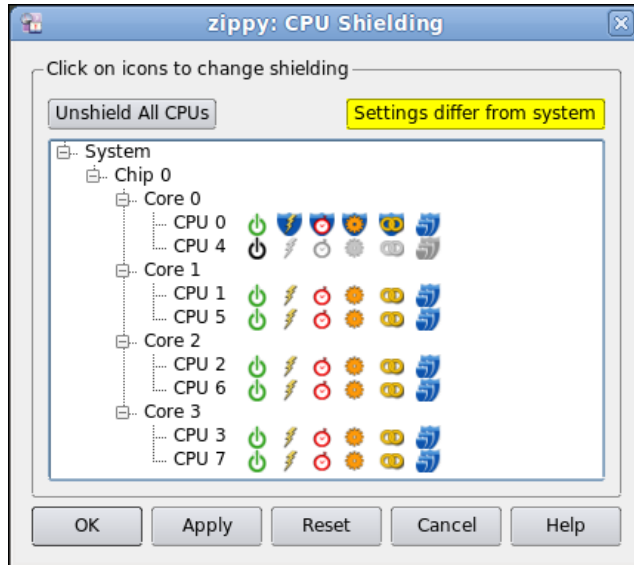 zippy: CPU Shielding
Click on icons to change shielding
Unshield All CPUs
Settings differ from system
System
Chip 0
Core 0
CPU 0
CPU 4
Core 1
CPU 1
CPU 5
Core 2
CPU 2
CPU 6
Core 3
CPU 3
CPU 7
OK
Apply
Reset
Cancel
Help